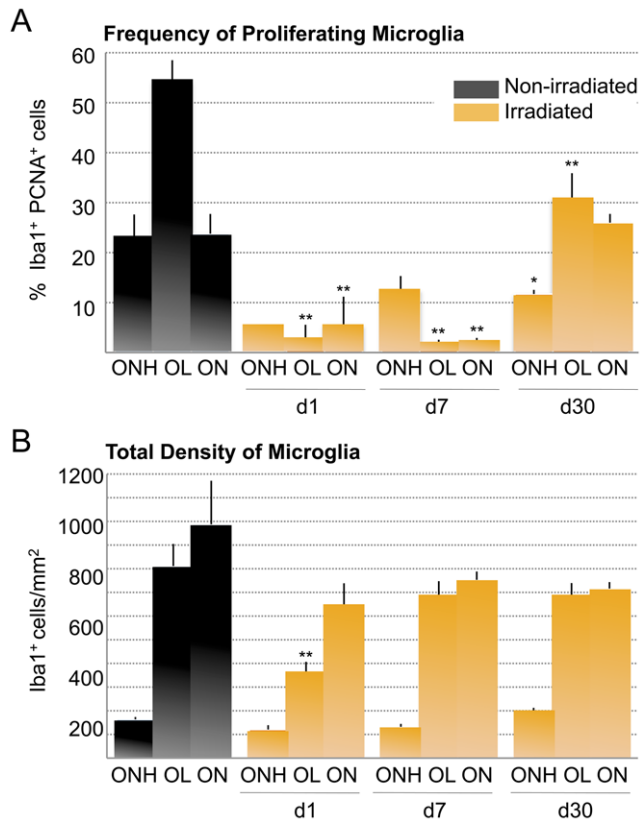 A
Frequency of Proliferating Microglia
60
50
40
30
20
10
% Iba1⁺ PCNA⁺ cells
Non-irradiated
Irradiated
** ** ** ** * **
ONH OL ON ONH OL ON ONH OL ON ONH OL ON
d1 d7 d30
B
Total Density of Microglia
1200
1000
800
600
400
200
Iba1⁺ cells/mm²
**
ONH OL ON ONH OL ON ONH OL ON ONH OL ON
d1 d7 d30